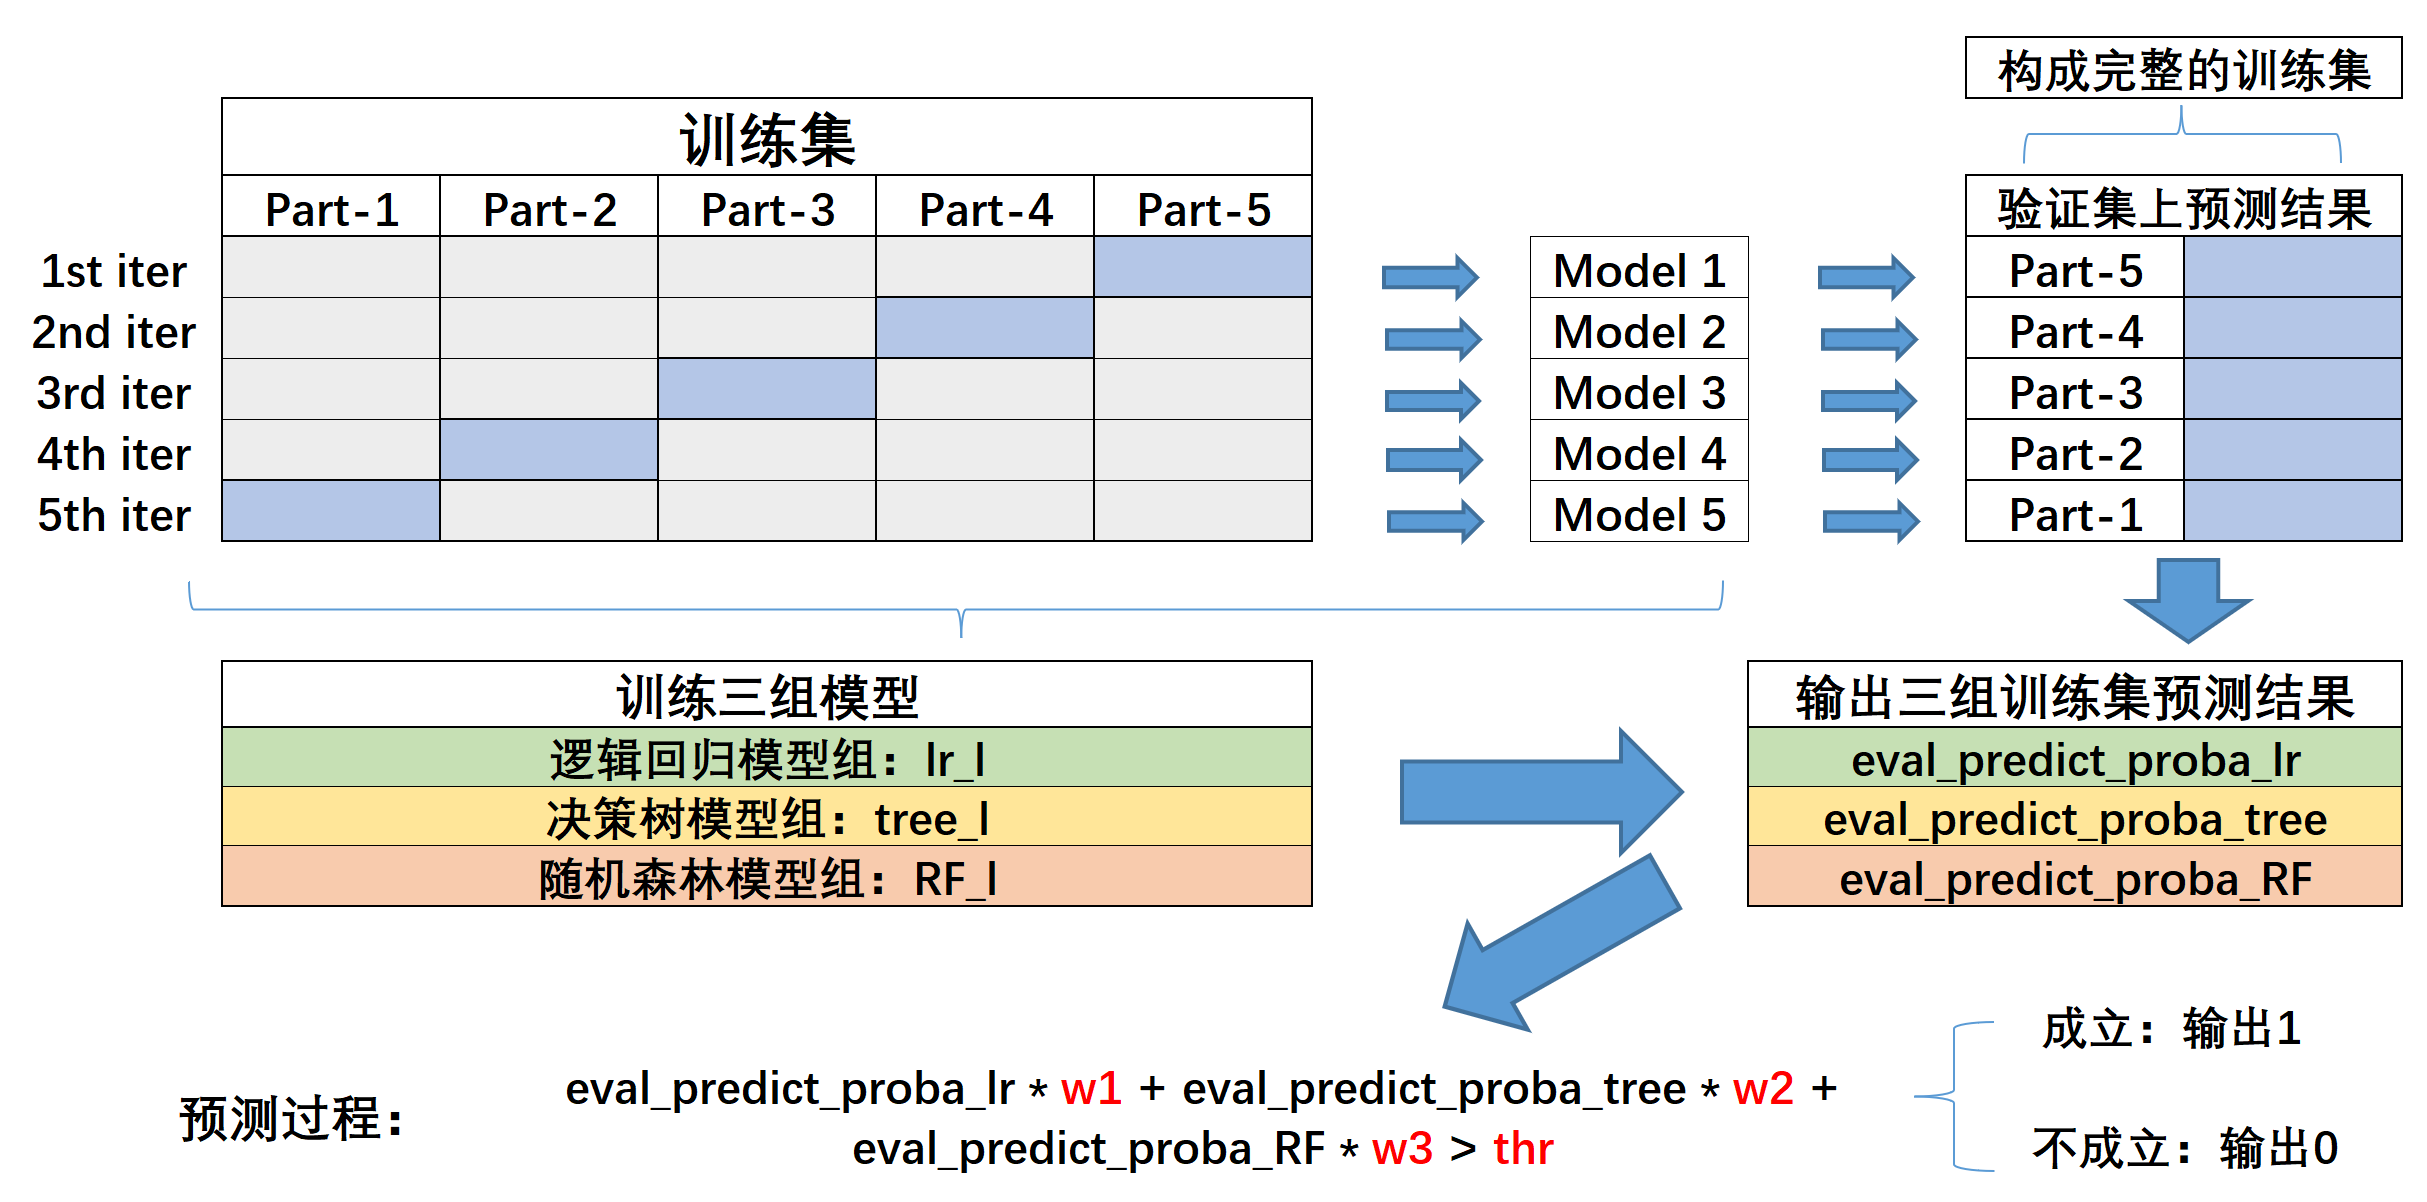 构成完整的训练集
训练集
Part-1 Part-2 Part-3 Part-4 Part-5
验证集上预测结果
1st iter
Model 1
Part-5
2nd iter
Model 2
Part-4
3rd iter
Model 3
Part-3
4th iter
Model 4
Part-2
5th iter
Model 5
Part-1
训练三组模型
逻辑回归模型组：lr_l
决策树模型组：tree_l
随机森林模型组：RF_l
输出三组训练集预测结果
eval_predict_proba_lr
eval_predict_proba_tree
eval_predict_proba_RF
预测过程：
eval_predict_proba_lr * w1 + eval_predict_proba_tree * w2 +
eval_predict_proba_RF * w3 > thr
成立：输出1
不成立：输出0